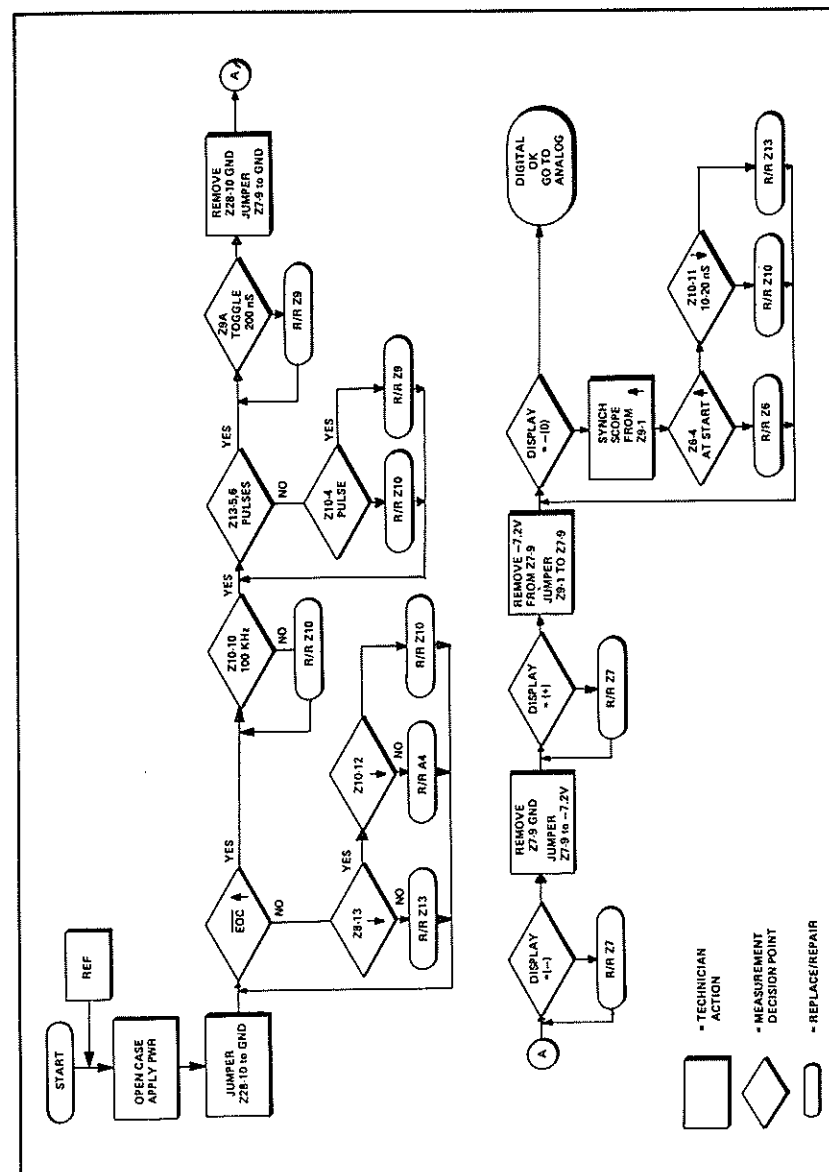 START
REF
OPEN CASE
APPLY PWR
JUMPER
Z28-10 to GND
EOC
YES
NO
Z8-13
YES
NO
R/R Z13
Z10-12
NO
R/R A4
R/R Z10
Z10-10
100 KHz
YES
NO
R/R Z10
Z13-5,6
PULSES
YES
NO
Z10-4
PULSE
YES
R/R Z10
R/R Z9
Z9A
TOGGLE
200 nS
R/R Z9
REMOVE
Z28-10 GND
JUMPER
Z7-9 to GND
A
A
DISPLAY
=(−)
R/R Z7
REMOVE
Z7-9 GND
JUMPER
Z7-9 to −7.2V
DISPLAY
= (+)
R/R Z7
REMOVE −7.2V
FROM Z7-9
JUMPER
Z9-1 TO Z7-9
DISPLAY
= −(0)
DIGITAL
OK
GO TO
ANALOG
SYNCH
SCOPE
FROM
Z9-1
Z6-4
AT START
R/R Z6
Z10-11
10-20 nS
R/R Z10
R/R Z13
= TECHNICIAN
ACTION
= MEASUREMENT
DECISION POINT
= REPLACE/REPAIR